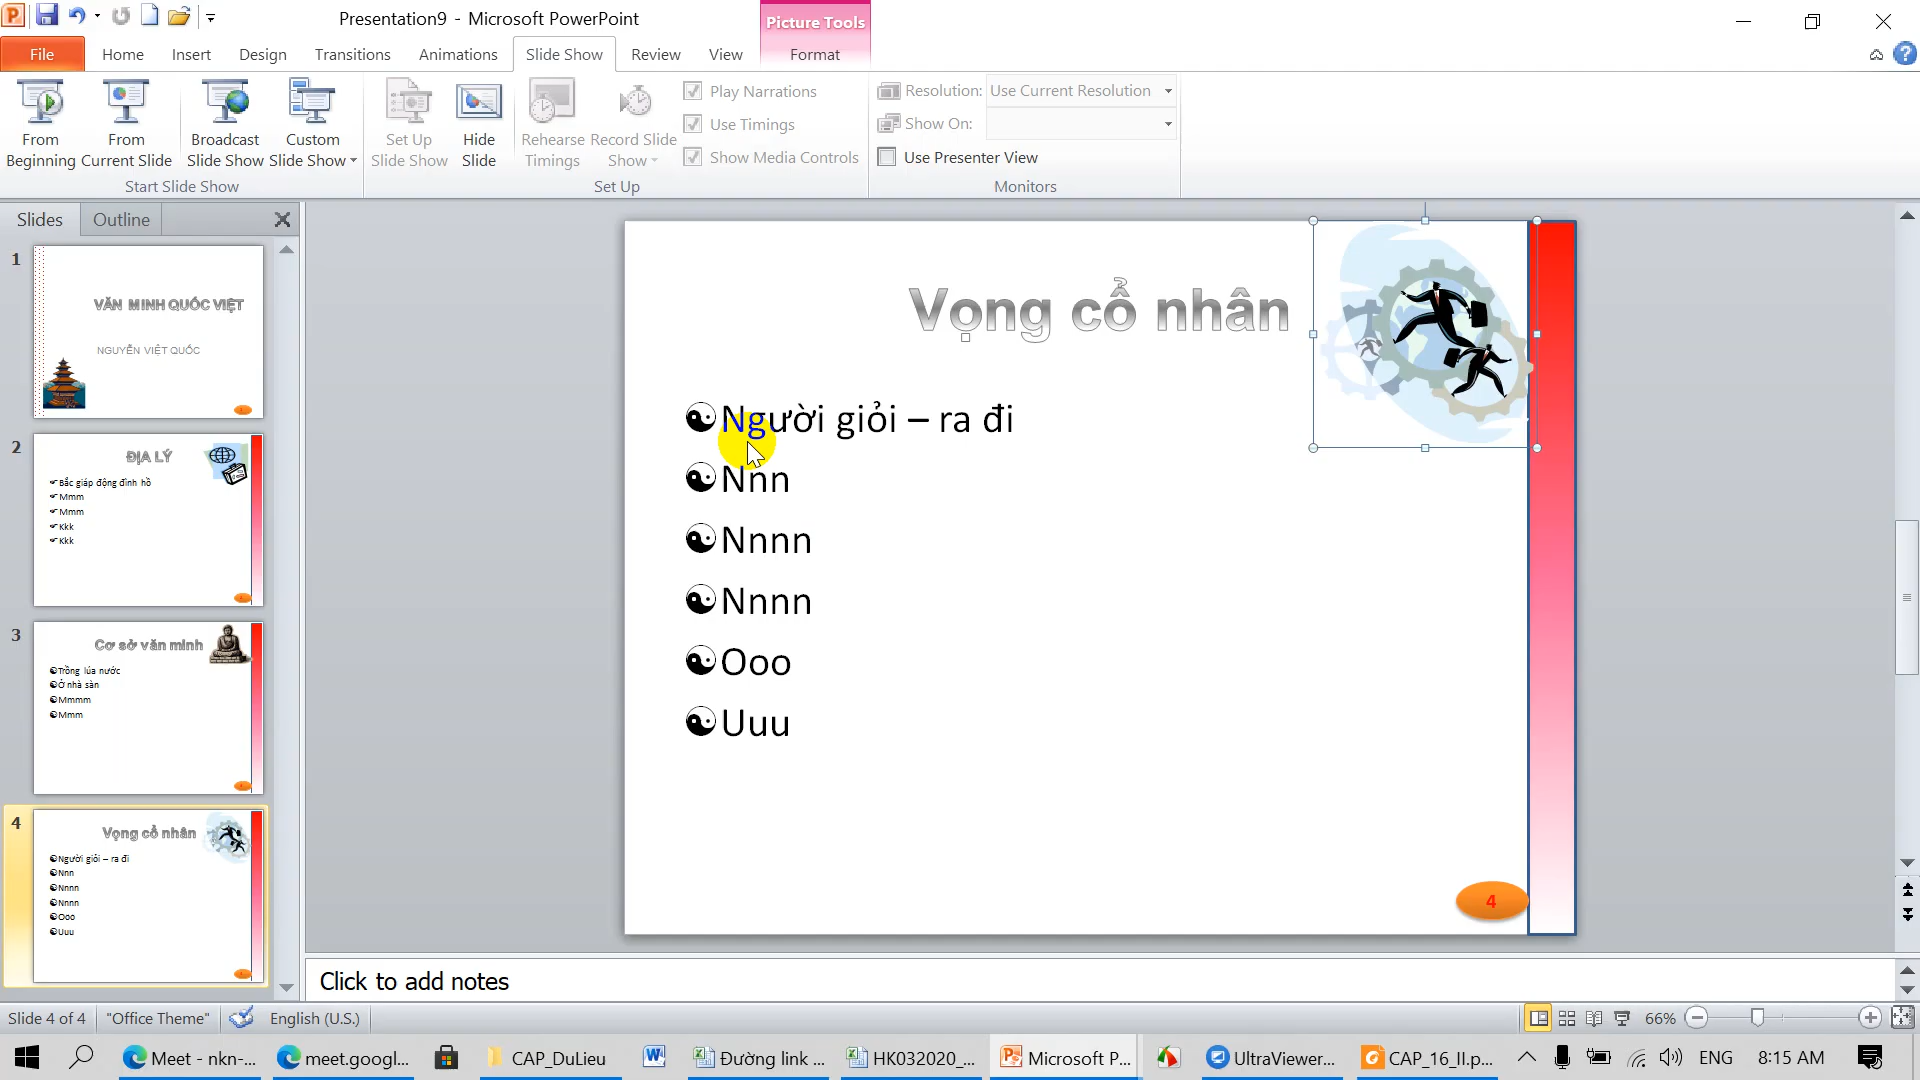 Presentation9 - Microsoft PowerPoint
Picture Tools
File Home Insert Design Transitions Animations Slide Show Review View Format
From Beginning
From Current Slide
Broadcast Slide Show
Custom Slide Show
Set Up Slide Show
Hide Slide
Rehearse Timings
Record Slide Show
Play Narrations
Use Timings
Show Media Controls
Resolution: Use Current Resolution
Show On:
Use Presenter View
Start Slide Show
Set Up
Monitors
Slides Outline
1
VĂN MINH QUỐC VIỆT
NGUYỄN VIỆT QUỐC
2
ĐỊA LÝ
Bắc giáp động đình hồ
Mmm
Mmm
Kkk
Kkk
3
Cơ sở văn minh
Trồng lúa nước
Ở nhà sàn
Mmmm
Mmm
4
Vọng cổ nhân
Người giỏi – ra đi
Nnn
Nnnn
Nnnn
Ooo
Uuu
Vọng cổ nhân
Người giỏi – ra đi
Nnn
Nnnn
Nnnn
Ooo
Uuu
4
Click to add notes
Slide 4 of 4 "Office Theme" English (U.S.) 66%
Meet - nkn-... meet.googl... CAP_DuLieu Đường link ... HK032020_... Microsoft P... UltraViewer... CAP_16_II.p... ENG 8:15 AM